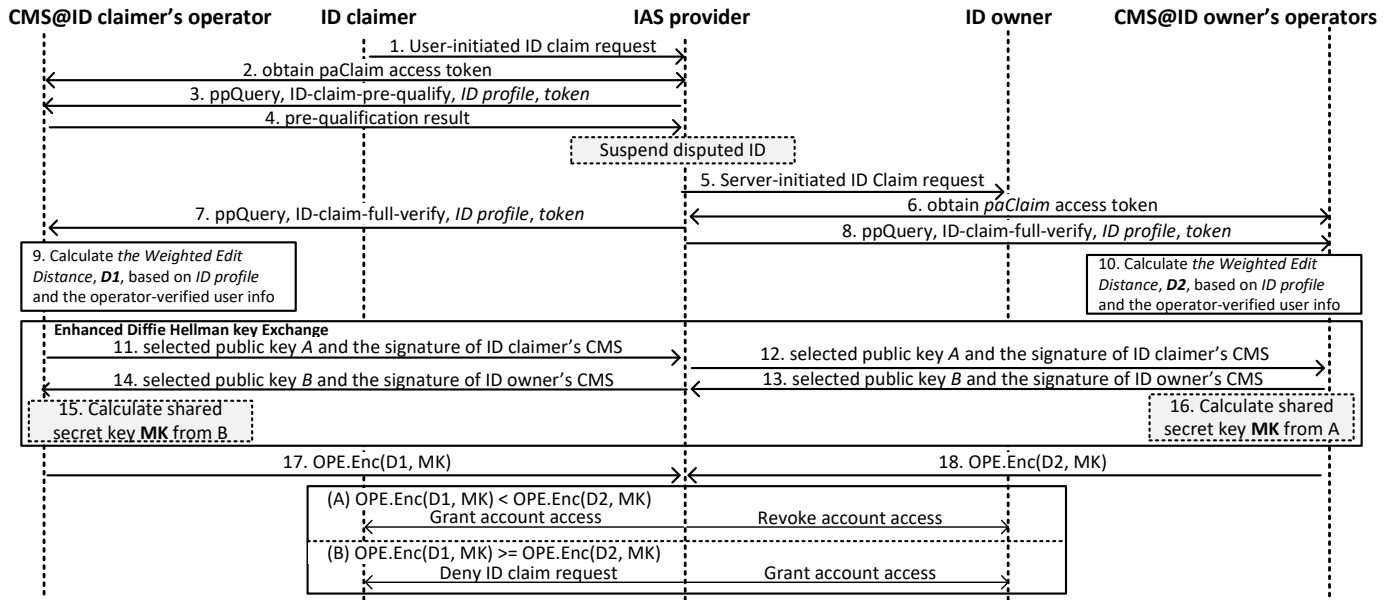 CMS@ID claimer's operator
ID claimer
IAS provider
ID owner
CMS@ID owner's operators
1. User-initiated ID claim request
2. obtain paClaim access token
3. ppQuery, ID-claim-pre-qualify, ID profile, token
4. pre-qualification result
Suspend disputed ID
5. Server-initiated ID Claim request
7. ppQuery, ID-claim-full-verify, ID profile, token
6. obtain paClaim access token
8. ppQuery, ID-claim-full-verify, ID profile, token
9. Calculate the Weighted Edit
Distance, D1, based on ID profile
and the operator-verified user info
10. Calculate the Weighted Edit
Distance, D2, based on ID profile
and the operator-verified user info
Enhanced Diffie Hellman key Exchange
11. selected public key A and the signature of ID claimer's CMS
12. selected public key A and the signature of ID claimer's CMS
14. selected public key B and the signature of ID owner's CMS
13. selected public key B and the signature of ID owner's CMS
15. Calculate shared
secret key MK from B
16. Calculate shared
secret key MK from A
17. OPE.Enc(D1, MK)
18. OPE.Enc(D2, MK)
(A) OPE.Enc(D1, MK) < OPE.Enc(D2, MK)
Grant account access
Revoke account access
(B) OPE.Enc(D1, MK) >= OPE.Enc(D2, MK)
Deny ID claim request
Grant account access